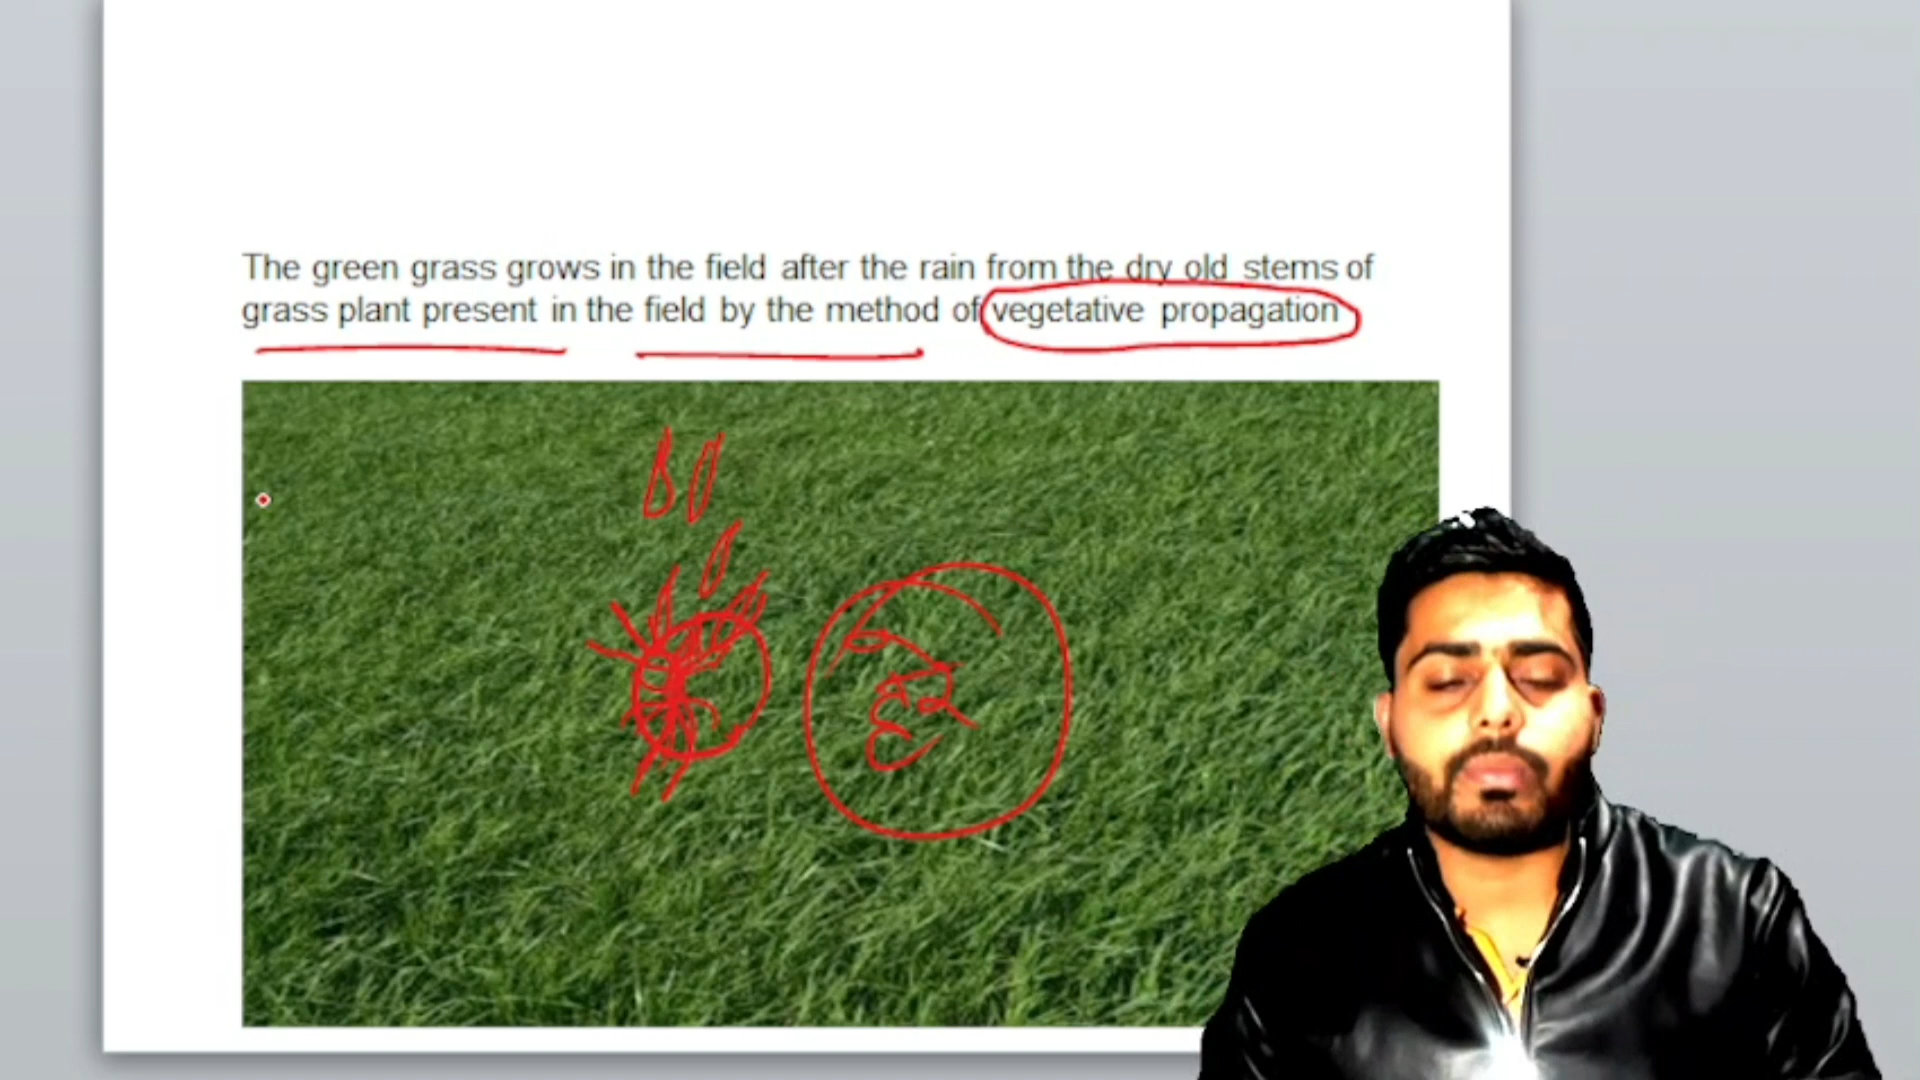 The green grass grows in the field after the rain from the dry old stems of
grass plant present in the field by the method of vegetative propagation